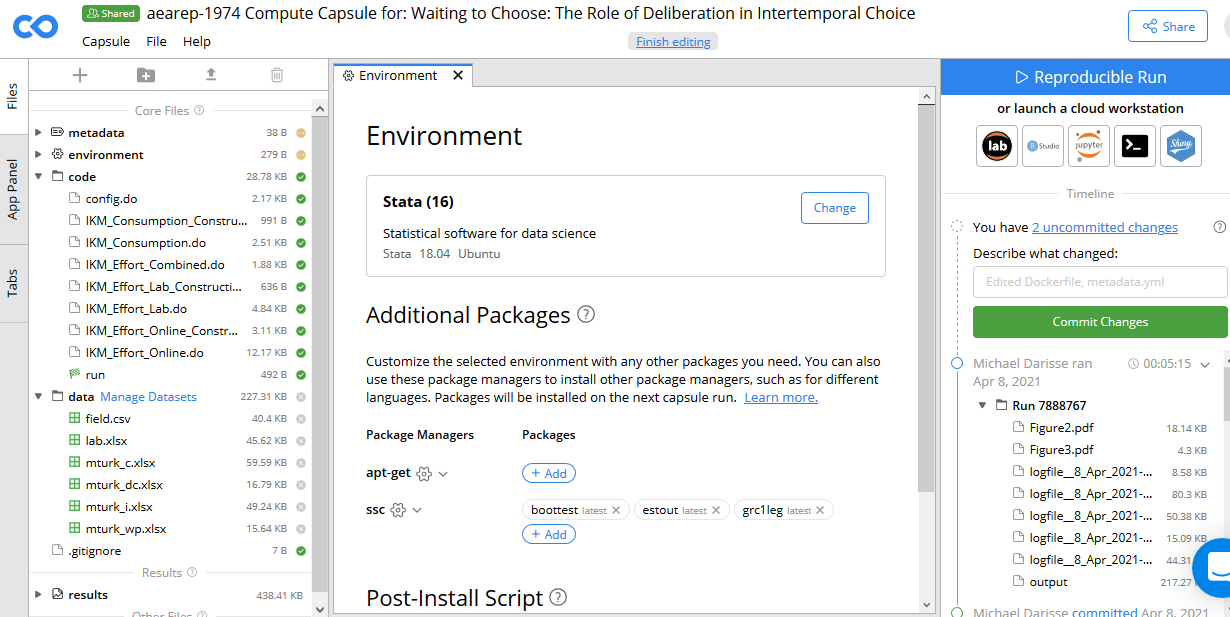 Shared
aearep-1974 Compute Capsule for: Waiting to Choose: The Role of Deliberation in Intertemporal Choice
Capsule File Help
Finish editing
Share
Files
App Panel
Tabs
Core Files
metadata 38 B
environment 279 B
code 28.78 KB
config.do 2.17 KB
IKM_Consumption_Constru... 991 B
IKM_Consumption.do 2.51 KB
IKM_Effort_Combined.do 1.88 KB
IKM_Effort_Lab_Constructi... 636 B
IKM_Effort_Lab.do 4.84 KB
IKM_Effort_Online_Constr... 3.11 KB
IKM_Effort_Online.do 12.17 KB
run 492 B
data Manage Datasets 227.31 KB
field.csv 40.4 KB
lab.xlsx 45.62 KB
mturk_c.xlsx 59.59 KB
mturk_dc.xlsx 16.79 KB
mturk_i.xlsx 49.24 KB
mturk_wp.xlsx 15.64 KB
.gitignore 7 B
Results
results 438.41 KB
Other Files
Environment
Environment
Stata (16)
Change
Statistical software for data science
Stata 18.04 Ubuntu
Additional Packages
Customize the selected environment with any other packages you need. You can also
use these package managers to install other package managers, such as for different
languages. Packages will be installed on the next capsule run. Learn more.
Package Managers Packages
apt-get + Add
ssc boottest latest estout latest grc1leg latest
+ Add
Post-Install Script
Reproducible Run
or launch a cloud workstation
lab R Studio jupyter Shiny
Timeline
You have 2 uncommitted changes
Describe what changed:
Edited Dockerfile, metadata.yml
Commit Changes
Michael Darisse ran 00:05:15
Apr 8, 2021
Run 7888767
Figure2.pdf 18.14 KB
Figure3.pdf 4.3 KB
logfile__8_Apr_2021-... 8.58 KB
logfile__8_Apr_2021-... 80.3 KB
logfile__8_Apr_2021-... 50.38 KB
logfile__8_Apr_2021-... 15.09 KB
logfile__8_Apr_2021-... 44.31
output 217.27
Michael Darisse committed Apr 8, 2021